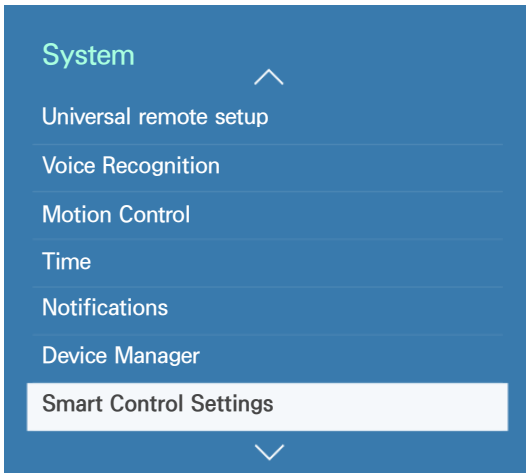 System
Universal remote setup
Voice Recognition
Motion Control
Time
Notifications
Device Manager
Smart Control Settings